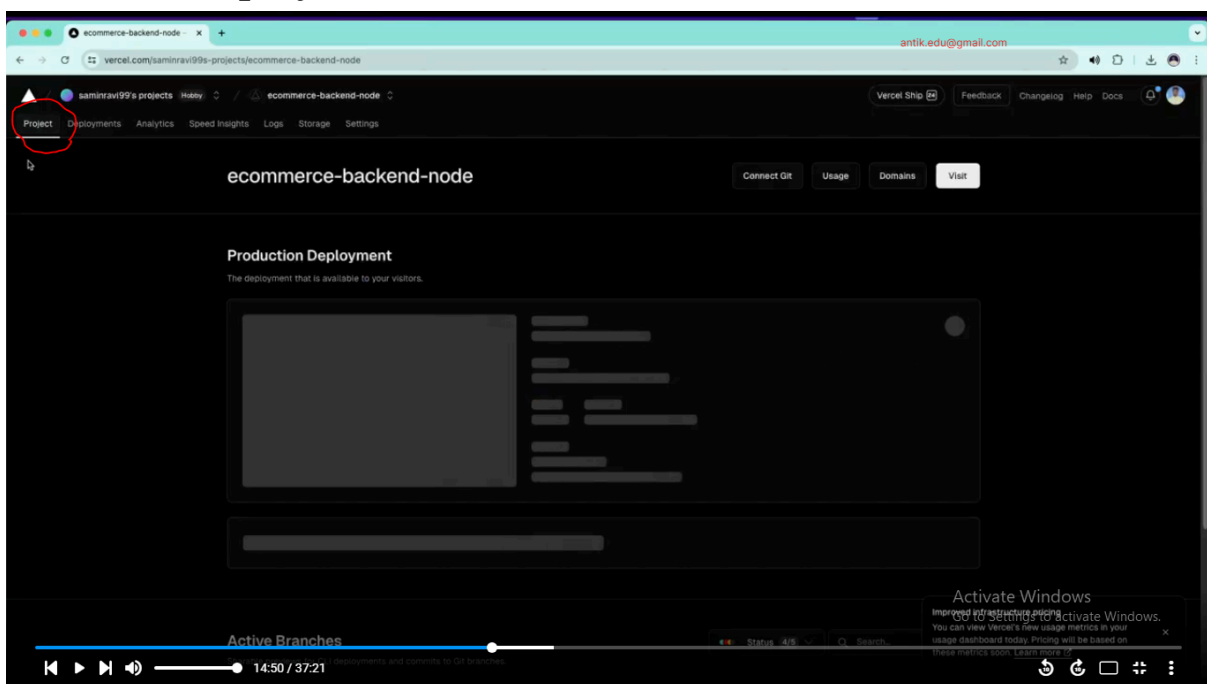 ecommerce-backend-node -
antik.edu@gmail.com
vercel.com/saminravi99s-projects/ecommerce-backend-node
saminravi99's projects Hobby / ecommerce-backend-node
Vercel Ship Feedback Changelog Help Docs
Project Deployments Analytics Speed Insights Logs Storage Settings
ecommerce-backend-node
Connect Git Usage Domains Visit
Production Deployment
The deployment that is available to your visitors.
Activate Windows
Improved infrastructure pricing
Go to Settings to activate Windows.
You can view Vercel's new usage metrics in your
usage dashboard today. Pricing will be based on
these metrics soon. Learn more
Active Branches
Status 4/5 Search...
deployments and commits to Git branches.
14:50 / 37:21